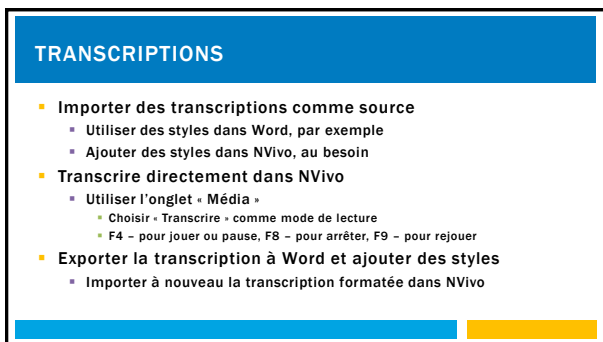 TRANSCRIPTIONS
▪ Importer des transcriptions comme source
▪ Utiliser des styles dans Word, par exemple
▪ Ajouter des styles dans NVivo, au besoin
▪ Transcrire directement dans NVivo
▪ Utiliser l'onglet « Média »
▪ Choisir « Transcrire » comme mode de lecture
▪ F4 – pour jouer ou pause, F8 – pour arrêter, F9 – pour rejouer
▪ Exporter la transcription à Word et ajouter des styles
▪ Importer à nouveau la transcription formatée dans NVivo